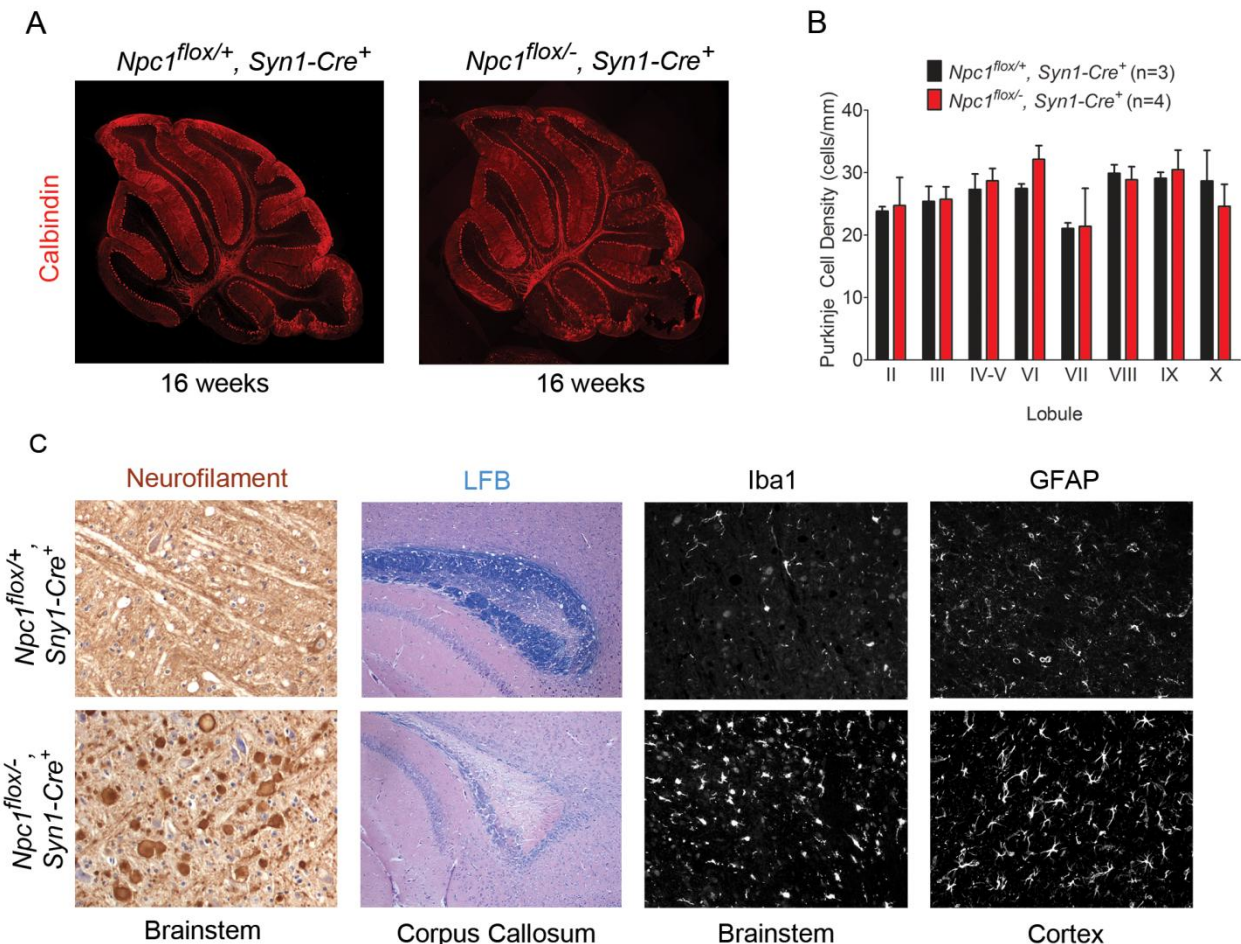 A
Npc1flox/+, Syn1-Cre+
Npc1flox/-, Syn1-Cre+
Calbindin
16 weeks
16 weeks
B
Npc1flox/+, Syn1-Cre+ (n=3)
Npc1flox/-, Syn1-Cre+ (n=4)
Purkinje Cell Density (cells/mm)
40
30
20
10
0
II III IV-V VI VII VIII IX X
Lobule
C
Neurofilament
LFB
Iba1
GFAP
Npc1flox/+,
Sny1-Cre+
Npc1flox/-,
Syn1-Cre+
Brainstem
Corpus Callosum
Brainstem
Cortex